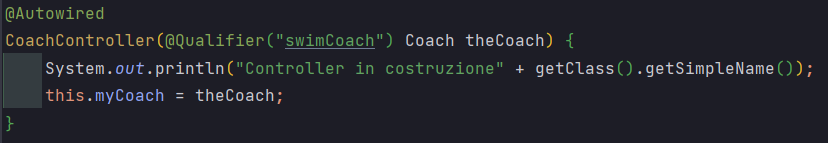 @Autowired
CoachController(@Qualifier("swimCoach") Coach theCoach) {
System.out.println("Controller in costruzione" + getClass().getSimpleName());
this.myCoach = theCoach;
}